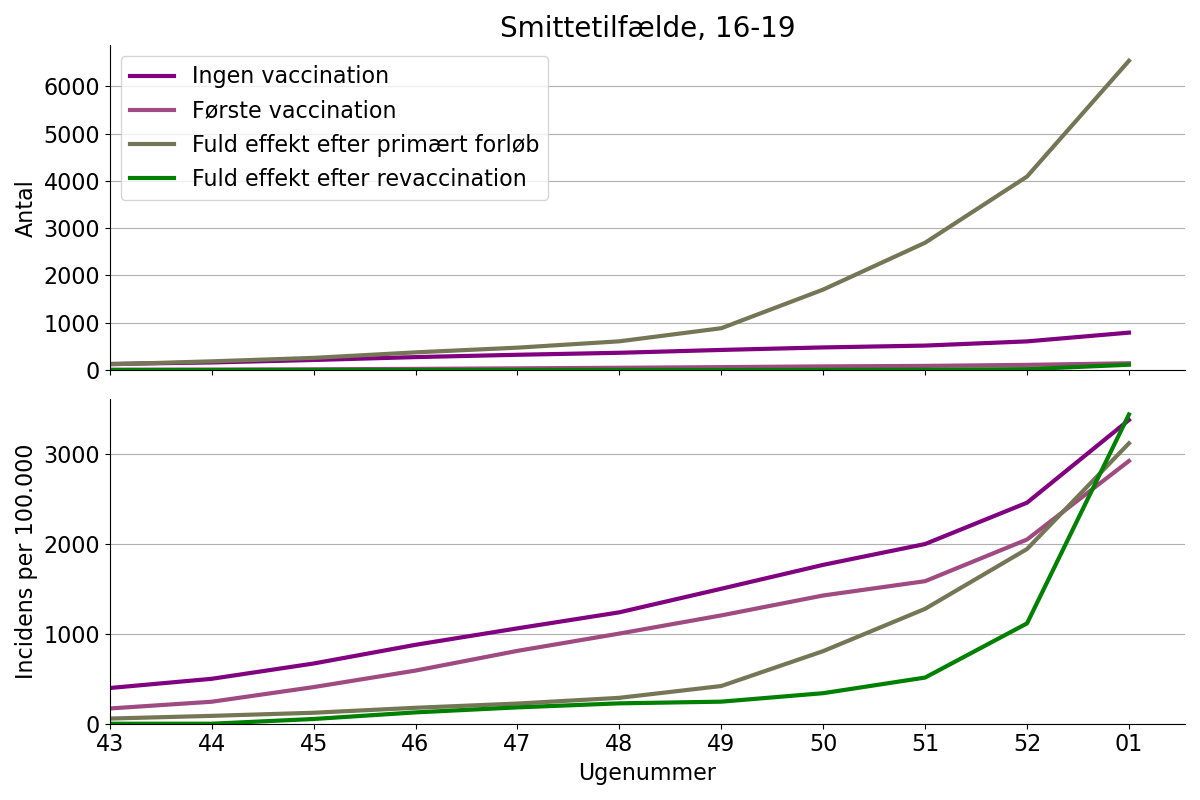 Smittetilfælde, 16-19
Ingen vaccination
Første vaccination
Fuld effekt efter primært forløb
Fuld effekt efter revaccination
Antal
6000
5000
4000
3000
2000
1000
0
Incidens per 100.000
3000
2000
1000
0
43 44 45 46 47 48 49 50 51 52 01
Ugenummer